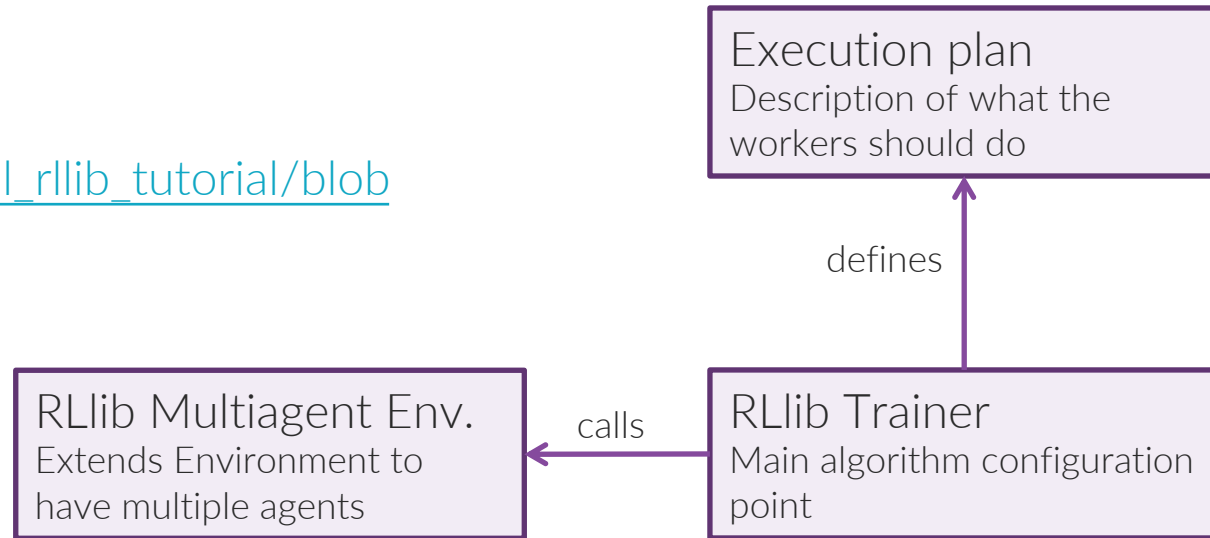 Execution plan
Description of what the
workers should do
l_rllib_tutorial/blob
defines
RLlib Multiagent Env.
Extends Environment to
have multiple agents
calls
RLlib Trainer
Main algorithm configuration
point